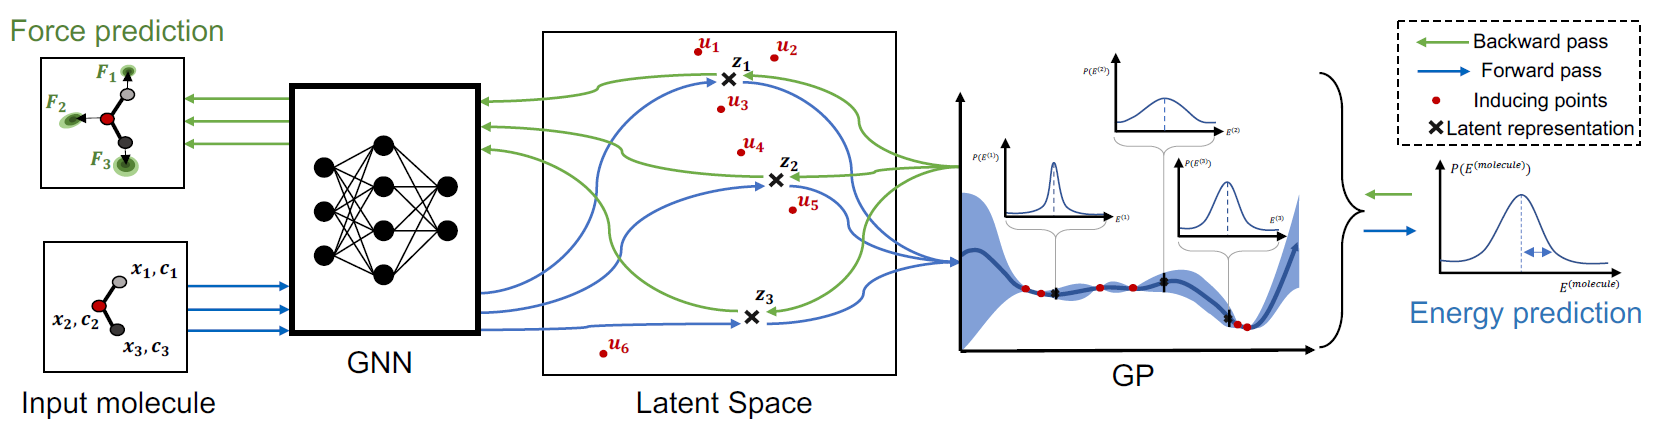 Force prediction
F₁
F₂
F₃
x₁, c₁
x₂, c₂
x₃, c₃
Input molecule
GNN
u₁
u₂
z₁
u₃
u₄
z₂
u₅
z₃
u₆
Latent Space
P(E⁽¹⁾)
E⁽¹⁾
P(E⁽²⁾)
E⁽²⁾
P(E⁽³⁾)
E⁽³⁾
GP
Backward pass
Forward pass
Inducing points
Latent representation
P(E⁽ᵐᵒˡᵉᶜᵘˡᵉ⁾)
E⁽ᵐᵒˡᵉᶜᵘˡᵉ⁾
Energy prediction